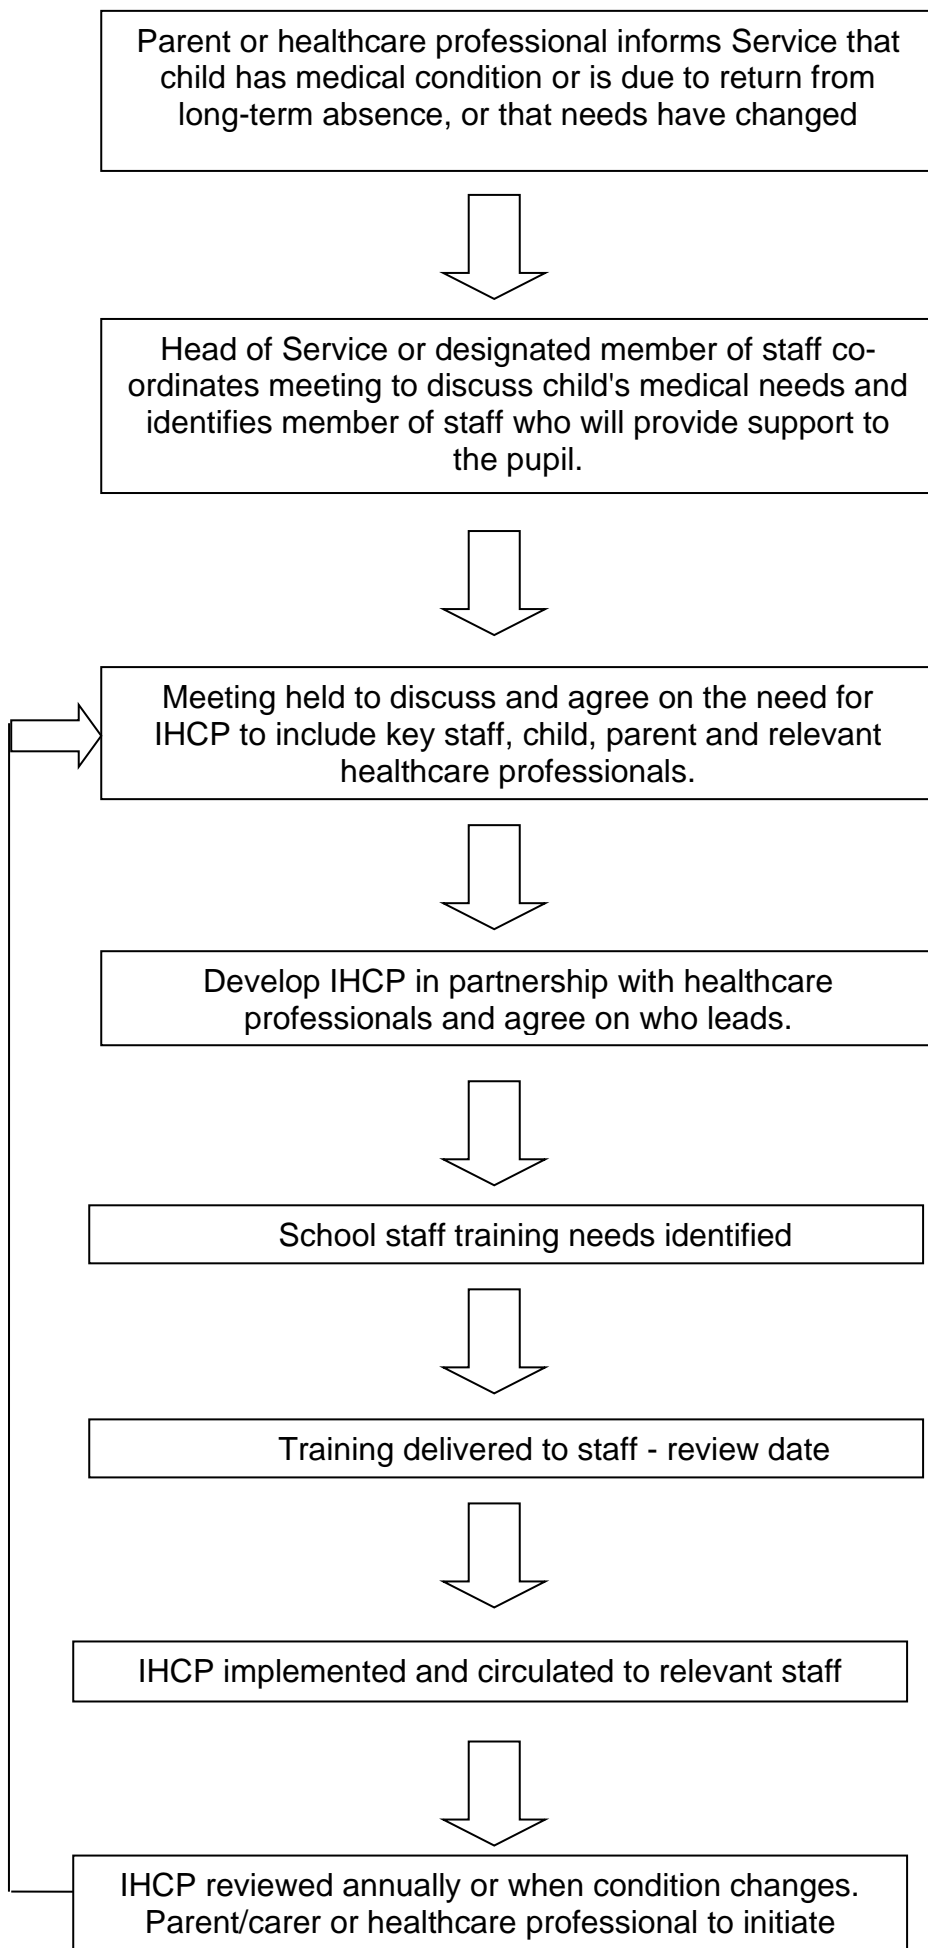 Parent or healthcare professional informs Service that
child has medical condition or is due to return from
long-term absence, or that needs have changed
Head of Service or designated member of staff co-
ordinates meeting to discuss child's medical needs and
identifies member of staff who will provide support to
the pupil.
Meeting held to discuss and agree on the need for
IHCP to include key staff, child, parent and relevant
healthcare professionals.
Develop IHCP in partnership with healthcare
professionals and agree on who leads.
School staff training needs identified
Training delivered to staff - review date
IHCP implemented and circulated to relevant staff
IHCP reviewed annually or when condition changes.
Parent/carer or healthcare professional to initiate